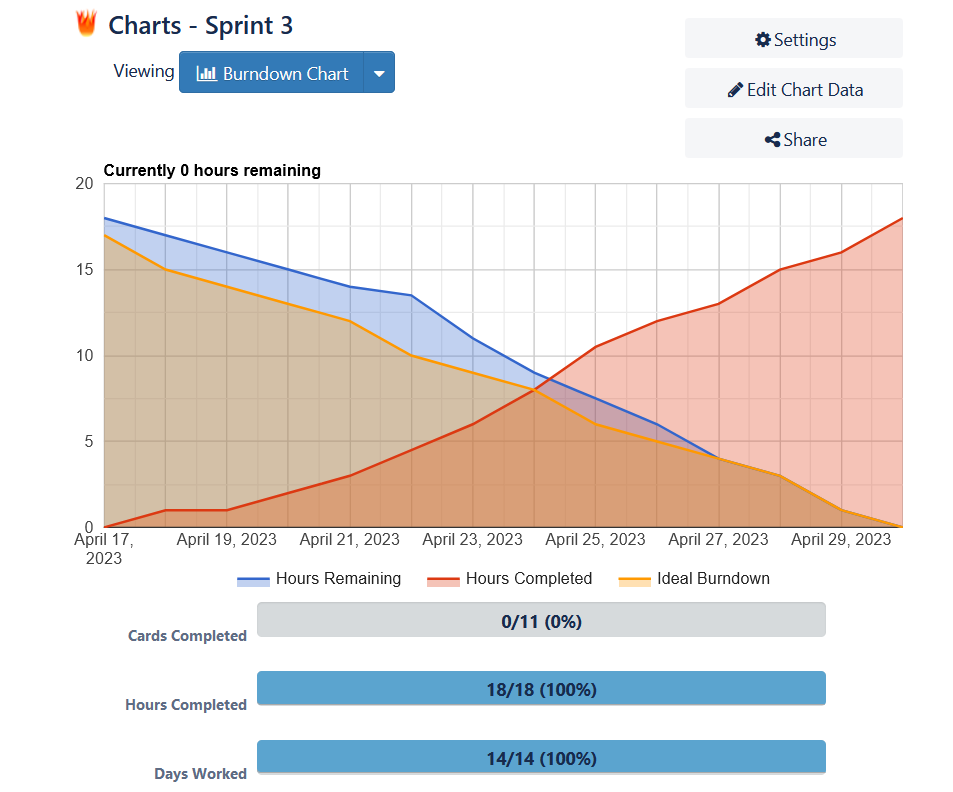 Charts - Sprint 3
Settings
Viewing
Burndown Chart
Edit Chart Data
Share
Currently 0 hours remaining
20
15
10
5
0
April 17,
2023
April 19, 2023
April 21, 2023
April 23, 2023
April 25, 2023
April 27, 2023
April 29, 2023
Hours Remaining
Hours Completed
Ideal Burndown
Cards Completed
0/11 (0%)
Hours Completed
18/18 (100%)
Days Worked
14/14 (100%)